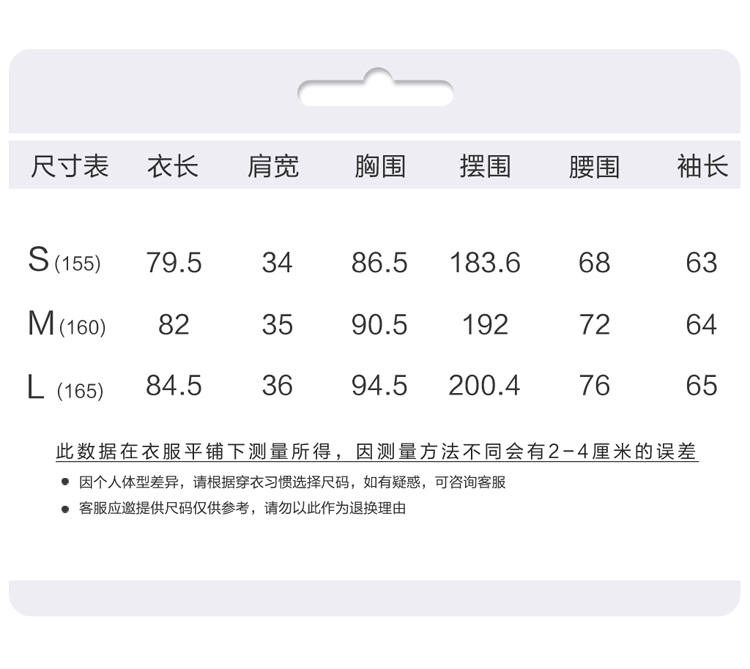 尺寸表 衣长 肩宽 胸围 摆围 腰围 袖长
S(155) 79.5 34 86.5 183.6 68 63
M(160) 82 35 90.5 192 72 64
L (165) 84.5 36 94.5 200.4 76 65
此数据在衣服平铺下测量所得，因测量方法不同会有2-4厘米的误差
● 因个人体型差异，请根据穿衣习惯选择尺码，如有疑惑，可咨询客服
● 客服应邀提供尺码仅供参考，请勿以此作为退换理由